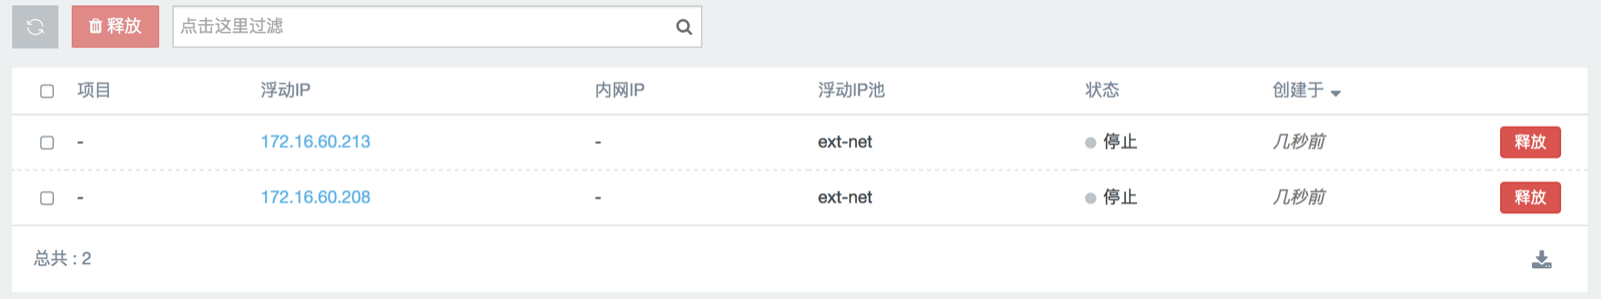 释放 点击这里过滤
项目 浮动IP 内网IP 浮动IP池 状态 创建于
- 172.16.60.213 - ext-net 停止 几秒前 释放
- 172.16.60.208 - ext-net 停止 几秒前 释放
总共 : 2